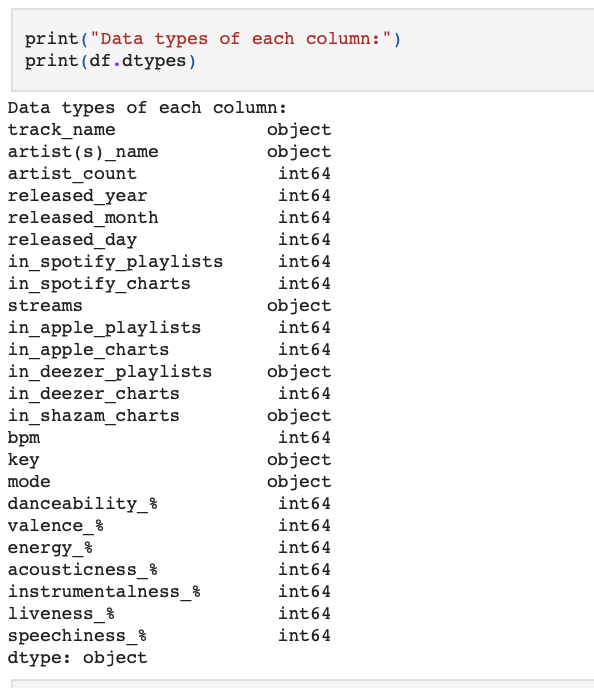 print("Data types of each column:")
print(df.dtypes)
Data types of each column:
track_name object
artist(s)_name object
artist_count int64
released_year int64
released_month int64
released_day int64
in_spotify_playlists int64
in_spotify_charts int64
streams object
in_apple_playlists int64
in_apple_charts int64
in_deezer_playlists object
in_deezer_charts int64
in_shazam_charts object
bpm int64
key object
mode object
danceability_% int64
valence_% int64
energy_% int64
acousticness_% int64
instrumentalness_% int64
liveness_% int64
speechiness_% int64
dtype: object